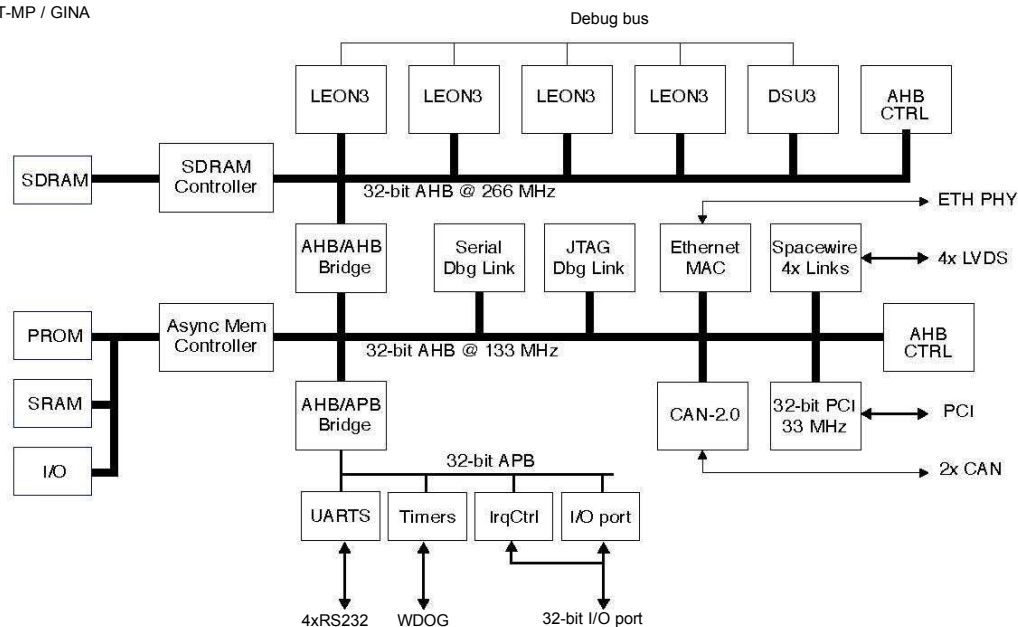 T-MP / GINA
Debug bus
LEON3
LEON3
LEON3
LEON3
DSU3
AHB
CTRL
SDRAM
SDRAM
Controller
32-bit AHB @ 266 MHz
ETH PHY
AHB/AHB
Bridge
Serial
Dbg Link
JTAG
Dbg Link
Ethernet
MAC
Spacewire
4x Links
4x LVDS
PROM
Async Mem
Controller
32-bit AHB @ 133 MHz
AHB
CTRL
SRAM
AHB/APB
Bridge
CAN-2.0
32-bit PCI
33 MHz
PCI
I/O
32-bit APB
2x CAN
UARTS
Timers
IrqCtrl
I/O port
4xRS232
WDOG
32-bit I/O port